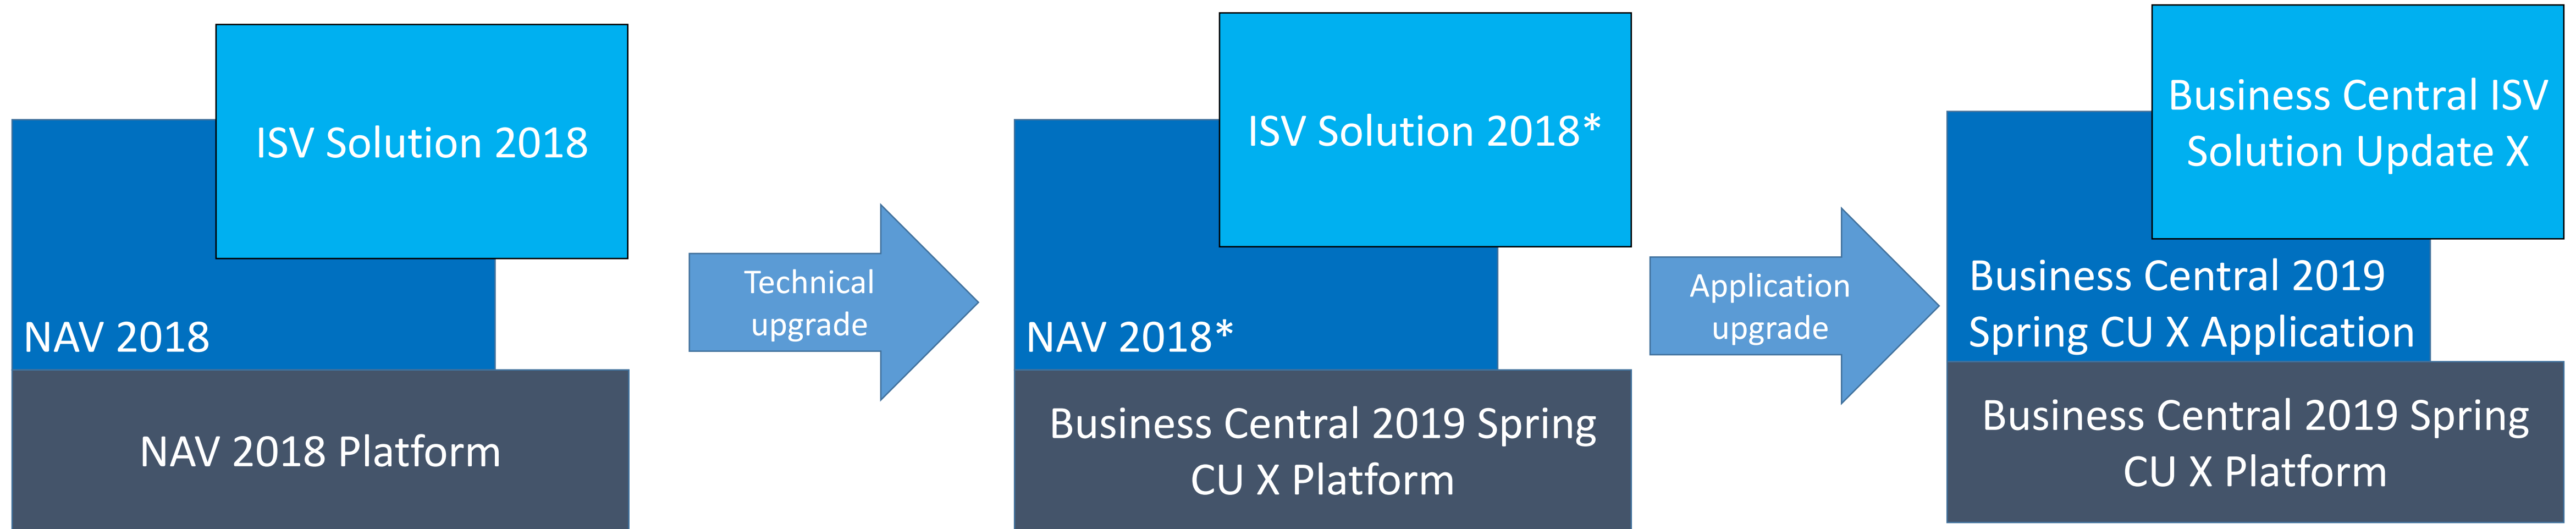 ISV Solution 2018
NAV 2018
NAV 2018 Platform
Technical
upgrade
ISV Solution 2018*
NAV 2018*
Business Central 2019 Spring
CU X Platform
Application
upgrade
Business Central ISV
Solution Update X
Business Central 2019
Spring CU X Application
Business Central 2019 Spring
CU X Platform